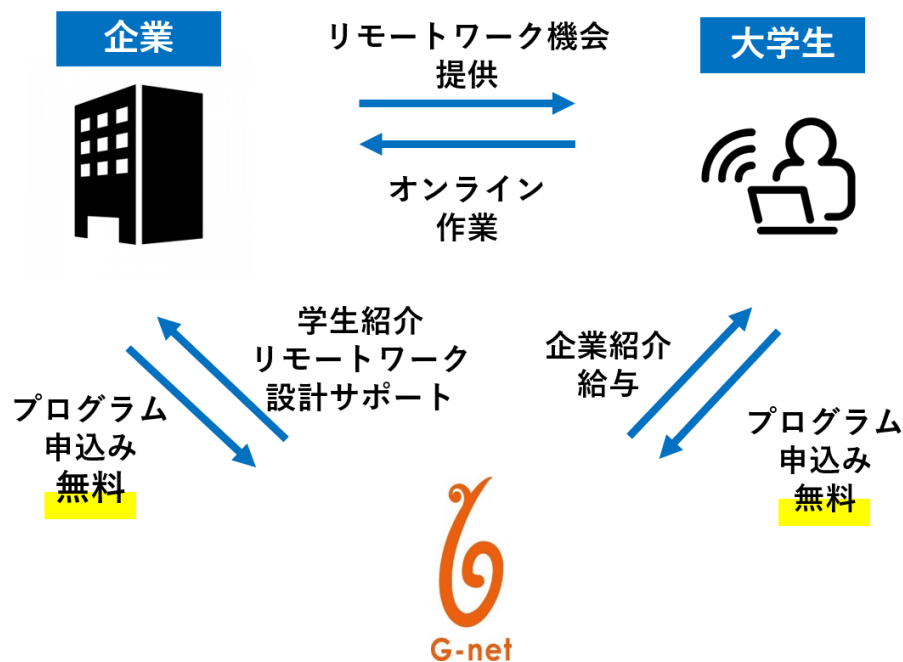 企業
リモートワーク機会
提供
大学生
オンライン
作業
学生紹介
リモートワーク
設計サポート
企業紹介
給与
プログラム
申込み
無料
プログラム
申込み
無料
G-net